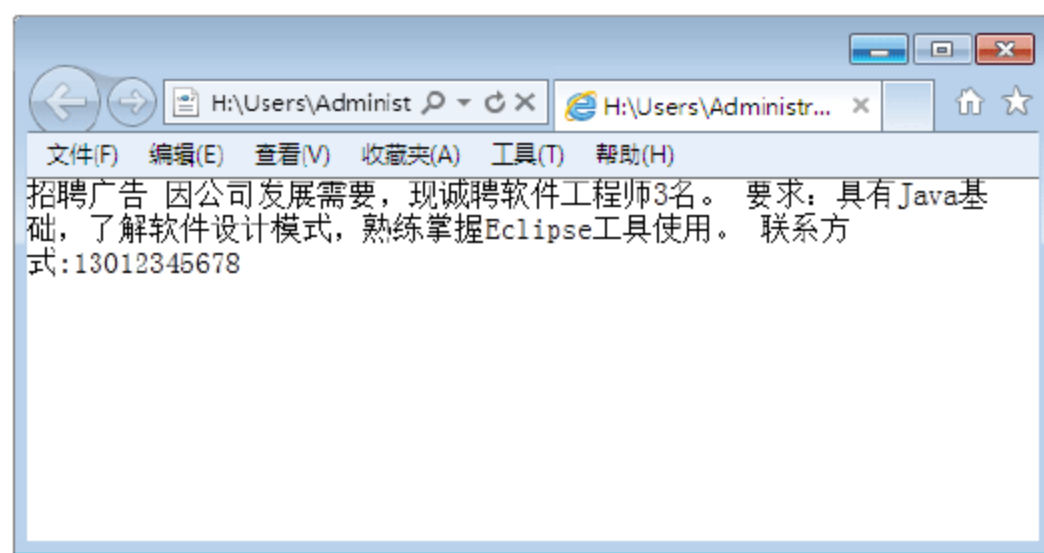 H:\Users\Administ
H:\Users\Administr...
文件(F) 编辑(E) 查看(V) 收藏夹(A) 工具(T) 帮助(H)
招聘广告 因公司发展需要，现诚聘软件工程师3名。 要求：具有Java基
础，了解软件设计模式，熟练掌握Eclipse工具使用。 联系方
式:13012345678